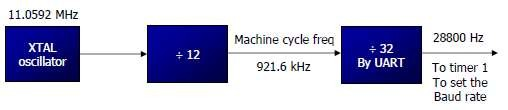 11.0592 MHz
XTAL
oscillator
÷ 12
Machine cycle freq
921.6 kHz
÷ 32
By UART
28800 Hz
To timer 1
To set the
Baud rate